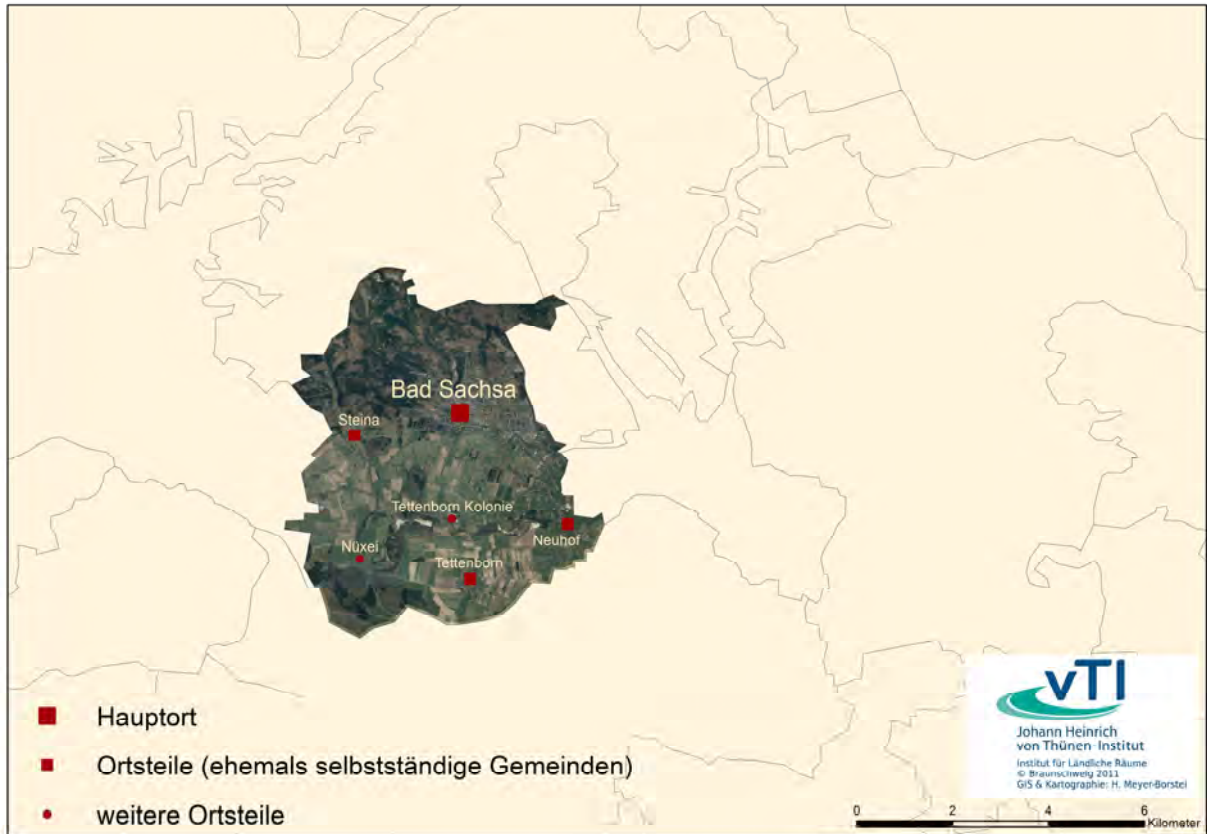 Bad Sachsa
Steina
Tettenborn Kolonie
Neuhof
Nüxei
Tettenborn
Hauptort
Ortsteile (ehemals selbstständige Gemeinden)
weitere Ortsteile
vTI
Johann Heinrich
von Thünen-Institut
Institut für Ländliche Räume
© Braunschweig 2011
GIS & Kartographie: H. Meyer-Borstel
0 2 4 6
Kilometer